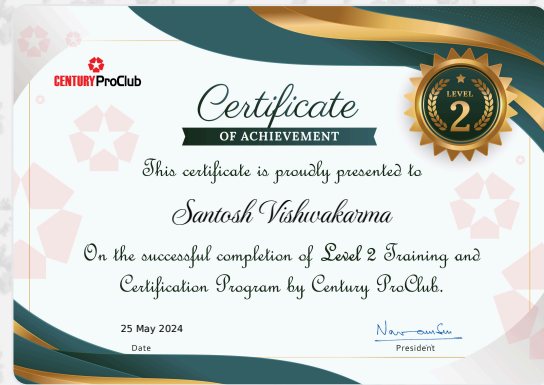 CENTURY ProClub
LEVEL
2
Certificate
OF ACHIEVEMENT
This certificate is proudly presented to
Santosh Vishwakarma
On the successful completion of Level 2 Training and
Certification Program by Century ProClub.
25 May 2024
Date
President